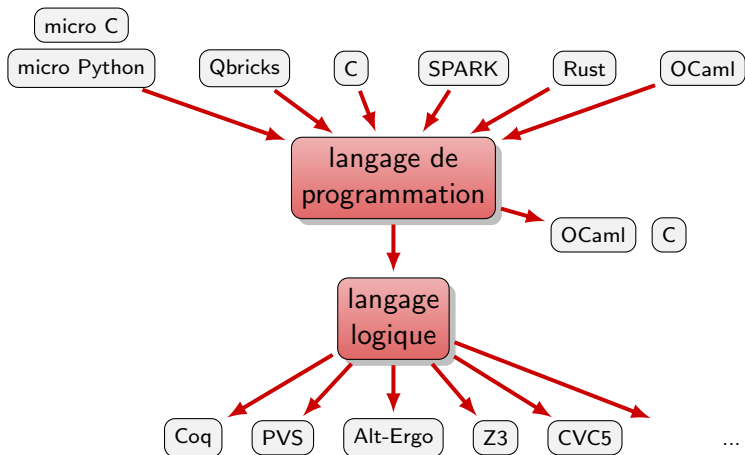 micro C
micro Python
Qbricks
C
SPARK
Rust
OCaml
langage de
programmation
OCaml
C
langage
logique
Coq
PVS
Alt-Ergo
Z3
CVC5
...